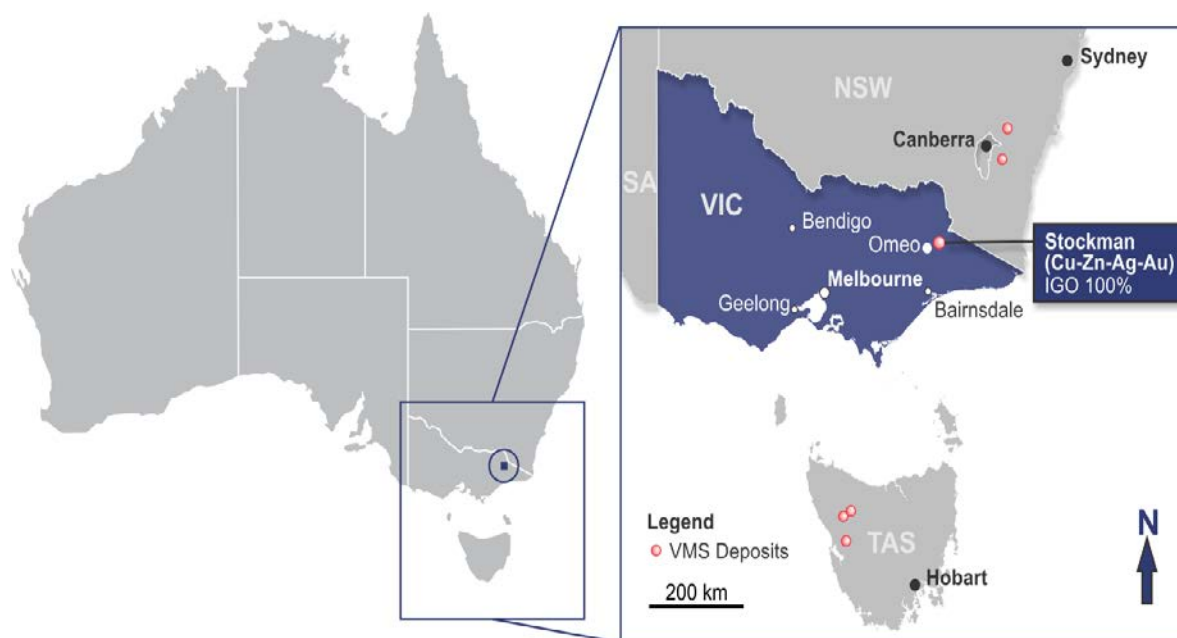 Sydney
NSW
Canberra
SA
VIC
Bendigo
Omeo
Stockman
(Cu-Zn-Ag-Au)
IGO 100%
Melbourne
Geelong
Bairnsdale
Legend
VMS Deposits
TAS
N
200 km
Hobart